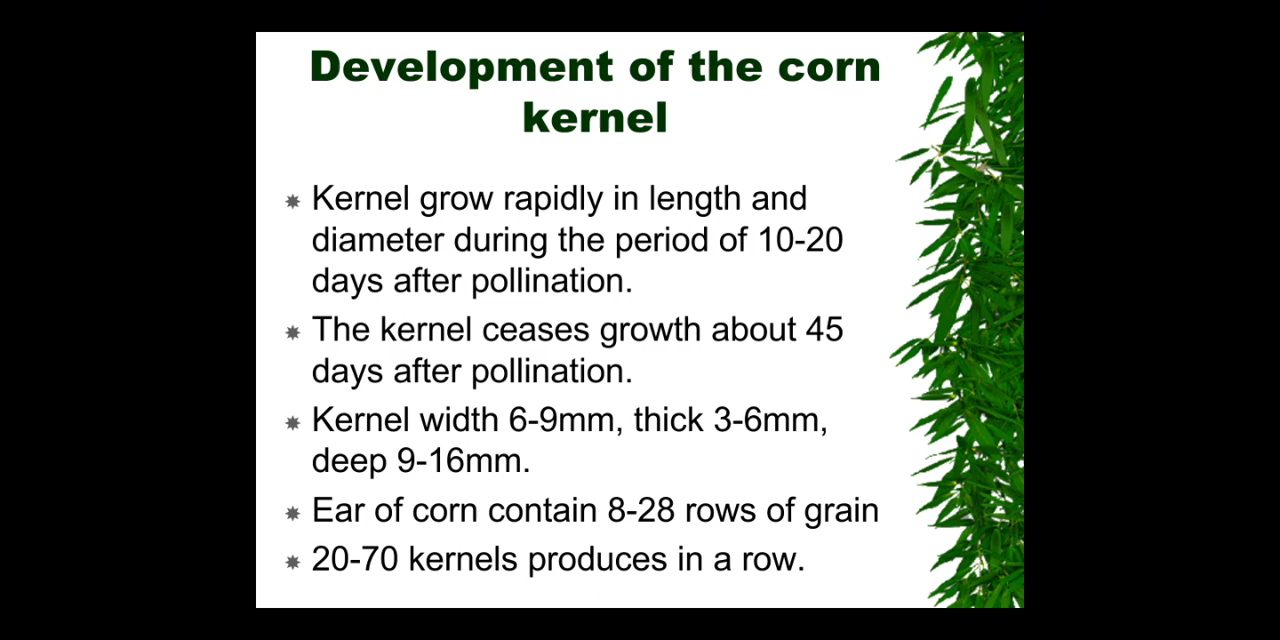 Development of the corn
kernel
Kernel grow rapidly in length and
diameter during the period of 10-20
days after pollination.
The kernel ceases growth about 45
days after pollination.
Kernel width 6-9mm, thick 3-6mm,
deep 9-16mm.
Ear of corn contain 8-28 rows of grain
20-70 kernels produces in a row.